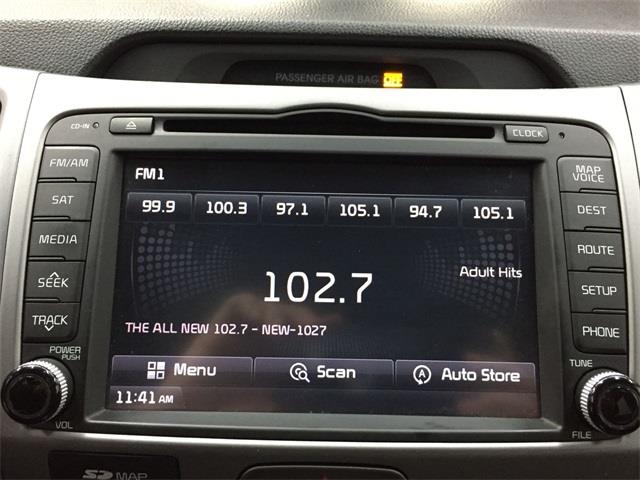 PASSENGER AIR BAG OFF
CD-IN
CLOCK
FM/AM
SAT
MEDIA
SEEK
TRACK
POWER
PUSH
VOL
FM1
99.9 100.3 97.1 105.1 94.7 105.1
Adult Hits
102.7
THE ALL NEW 102.7 - NEW-1027
Menu Scan Auto Store
11:41 AM
MAP
VOICE
DEST
ROUTE
SETUP
PHONE
TUNE
FILE
SD MAP